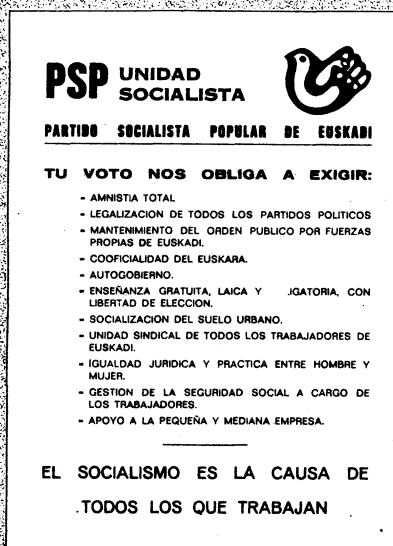 PSP UNIDAD
SOCIALISTA
PARTIDO SOCIALISTA POPULAR DE EUSKADI
TU VOTO NOS OBLIGA A EXIGIR:
- AMNISTIA TOTAL
- LEGALIZACION DE TODOS LOS PARTIDOS POLITICOS
- MANTENIMIENTO DEL ORDEN PUBLICO POR FUERZAS
PROPIAS DE EUSKADI.
- COOFICIALIDAD DEL EUSKARA.
- AUTOGOBIERNO.
- ENSEÑANZA GRATUITA, LAICA Y IGATORIA, CON
LIBERTAD DE ELECCION.
- SOCIALIZACION DEL SUELO URBANO.
- UNIDAD SINDICAL DE TODOS LOS TRABAJADORES DE
EUSKADI.
- IGUALDAD JURIDICA Y PRACTICA ENTRE HOMBRE Y
MUJER.
- GESTION DE LA SEGURIDAD SOCIAL A CARGO DE
LOS TRABAJADORES.
- APOYO A LA PEQUEÑA Y MEDIANA EMPRESA.
EL SOCIALISMO ES LA CAUSA DE
TODOS LOS QUE TRABAJAN